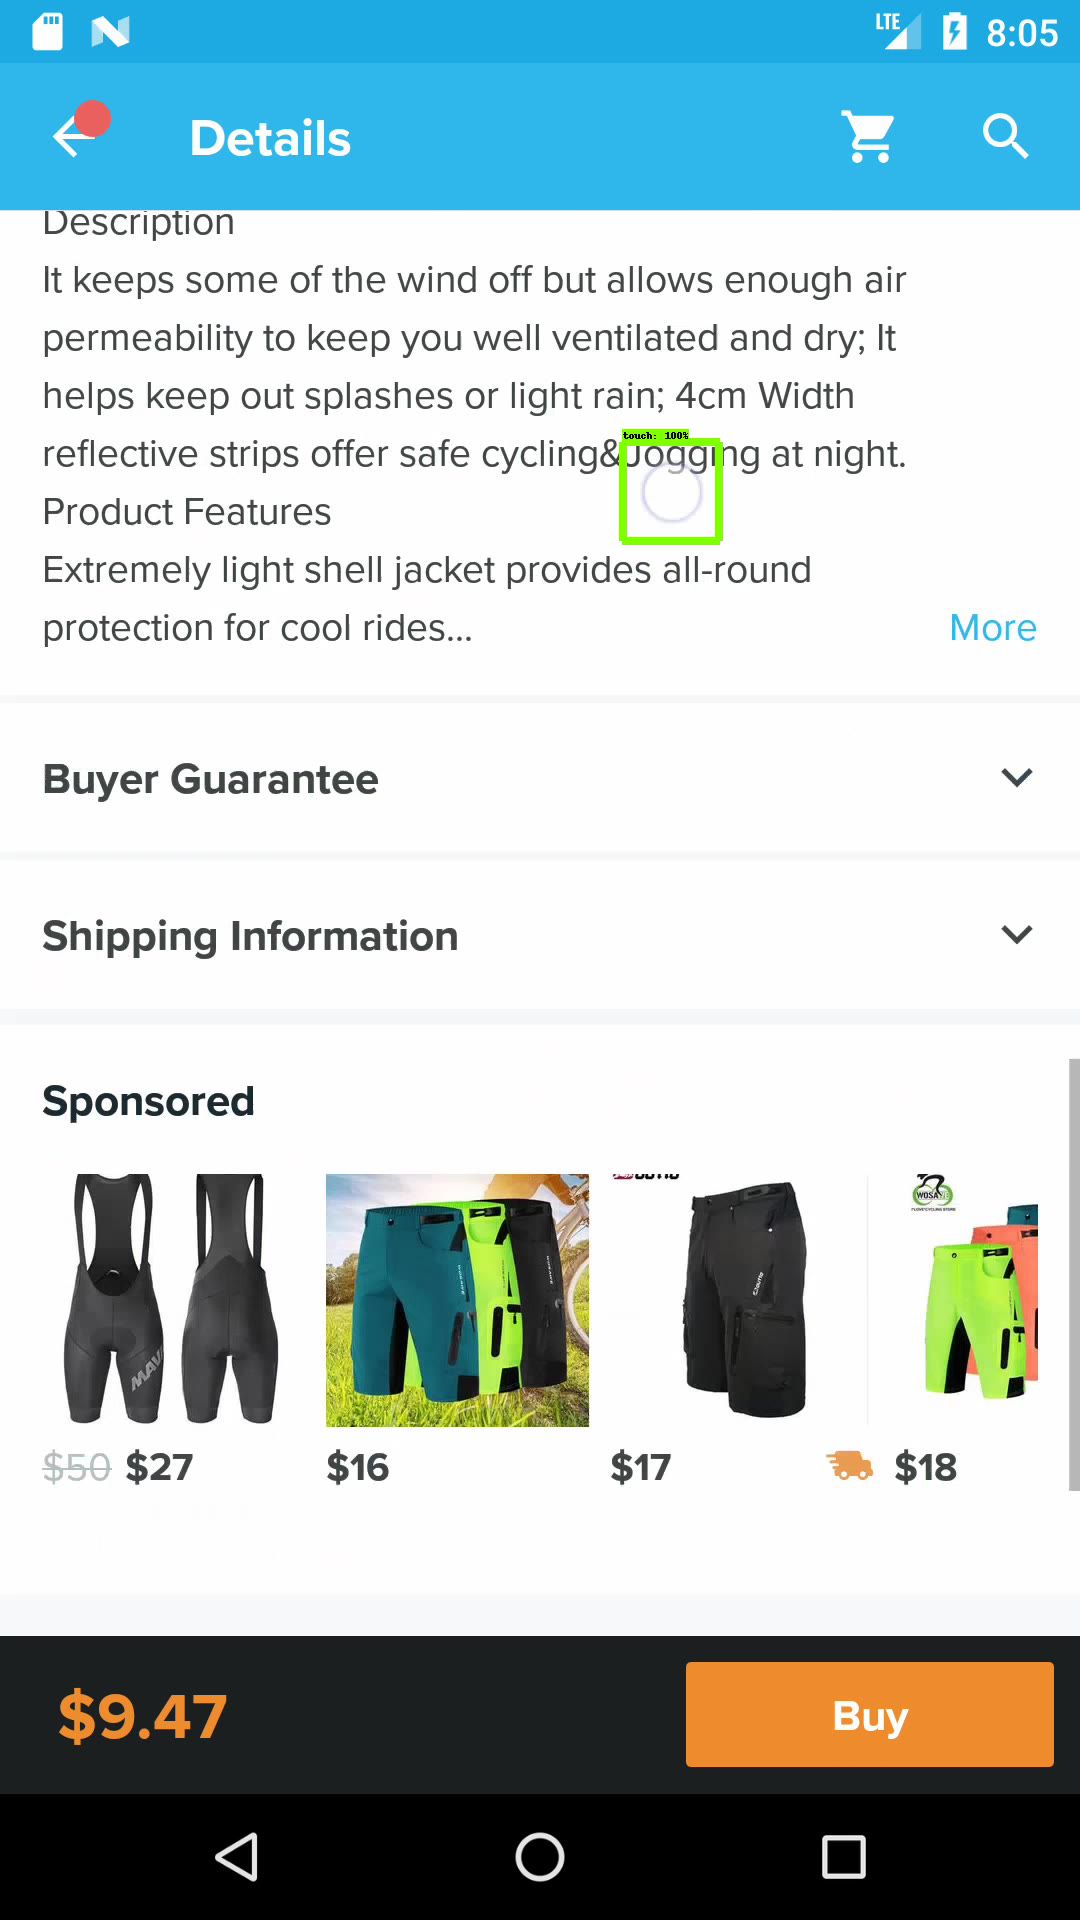 LTE 8:05
Details
Description
It keeps some of the wind off but allows enough air
permeability to keep you well ventilated and dry; It
helps keep out splashes or light rain; 4cm Width
touch: 100%
reflective strips offer safe cycling&Jogging at night.
Product Features
Extremely light shell jacket provides all-round
protection for cool rides...
More
Buyer Guarantee
Shipping Information
Sponsored
WOSAWE
$50 $27
$16
$17
$18
$9.47
Buy